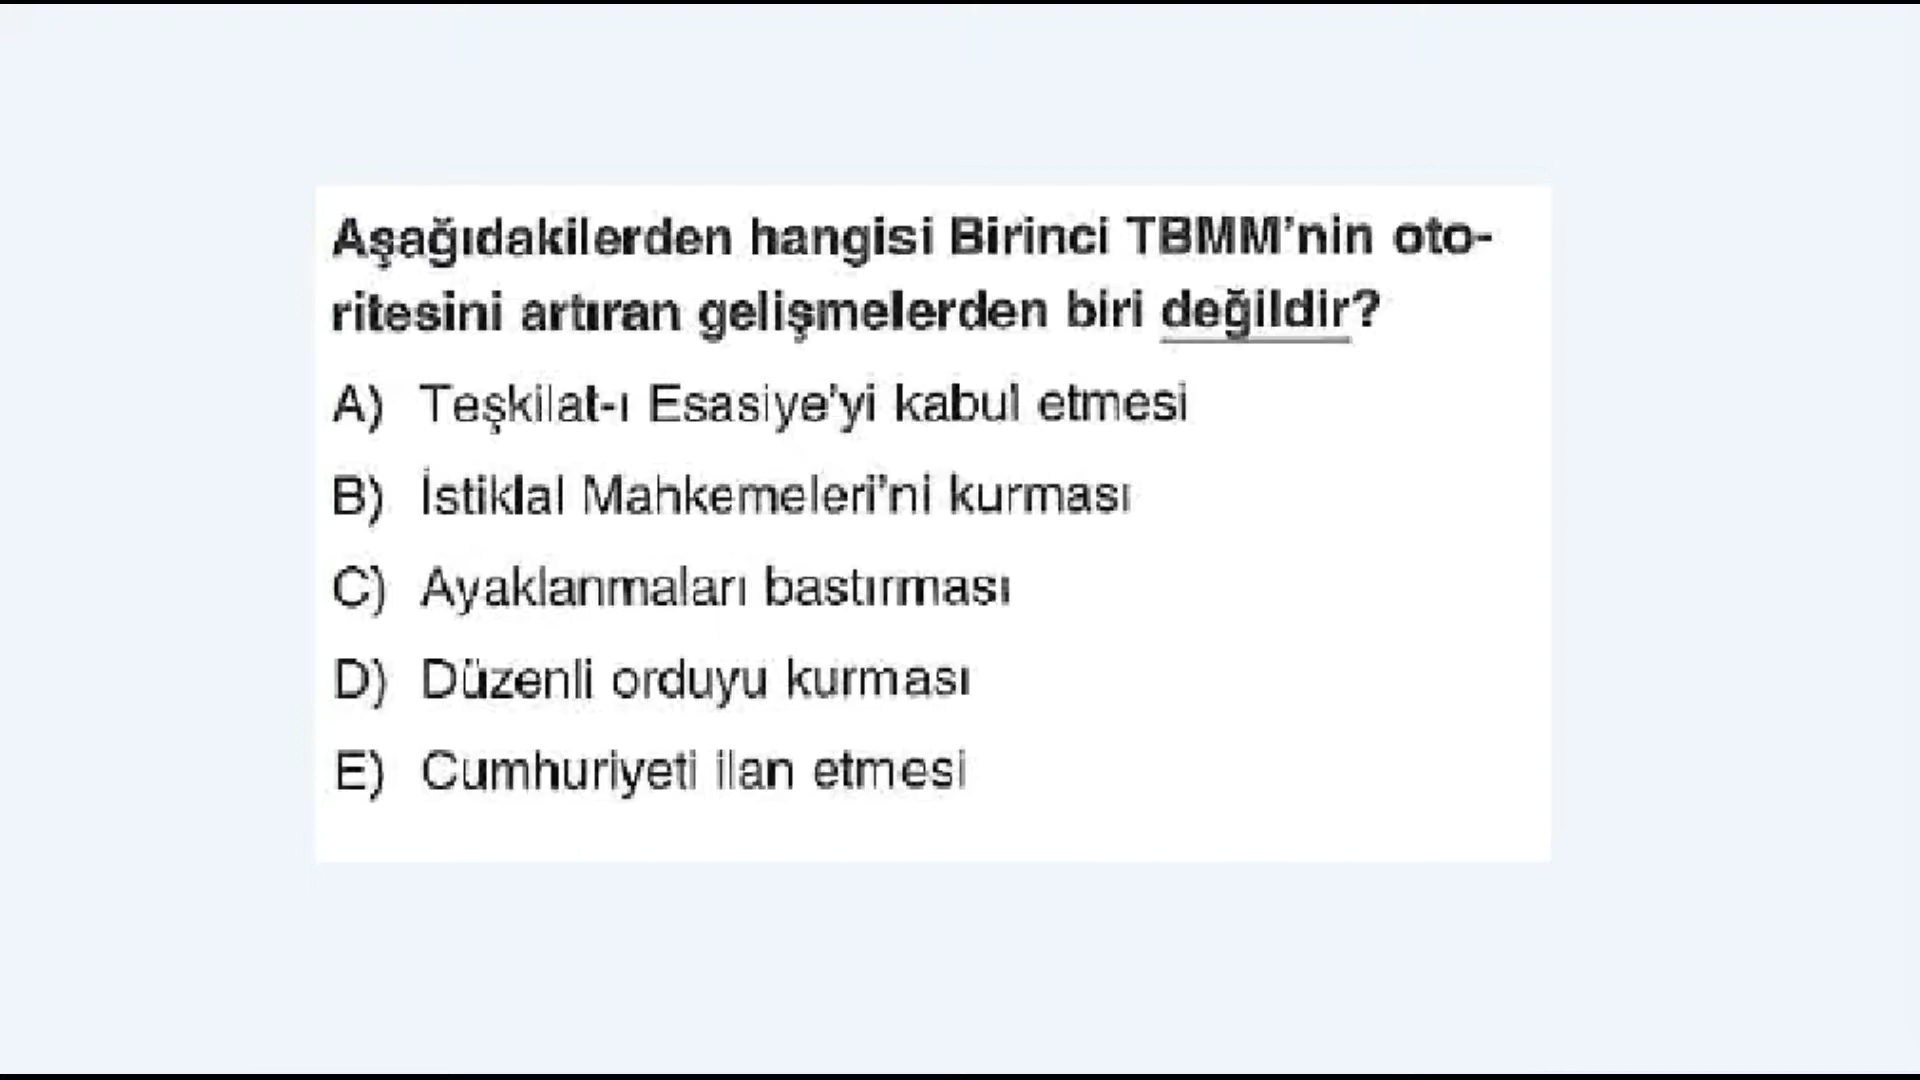 Aşağıdakilerden hangisi Birinci TBMM'nin oto-
ritesini artıran gelişmelerden biri değildir?
A) Teşkilat-ı Esasiye'yi kabul etmesi
B) İstiklal Mahkemeleri'ni kurması
C) Ayaklanmaları bastırması
D) Düzenli orduyu kurması
E) Cumhuriyeti ilan etmesi